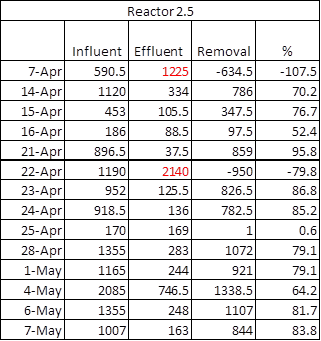 Reactor 2.5
Influent Effluent Removal %
7-Apr 590.5 1225 -634.5 -107.5
14-Apr 1120 334 786 70.2
15-Apr 453 105.5 347.5 76.7
16-Apr 186 88.5 97.5 52.4
21-Apr 896.5 37.5 859 95.8
22-Apr 1190 2140 -950 -79.8
23-Apr 952 125.5 826.5 86.8
24-Apr 918.5 136 782.5 85.2
25-Apr 170 169 1 0.6
28-Apr 1355 283 1072 79.1
1-May 1165 244 921 79.1
4-May 2085 746.5 1338.5 64.2
6-May 1355 248 1107 81.7
7-May 1007 163 844 83.8